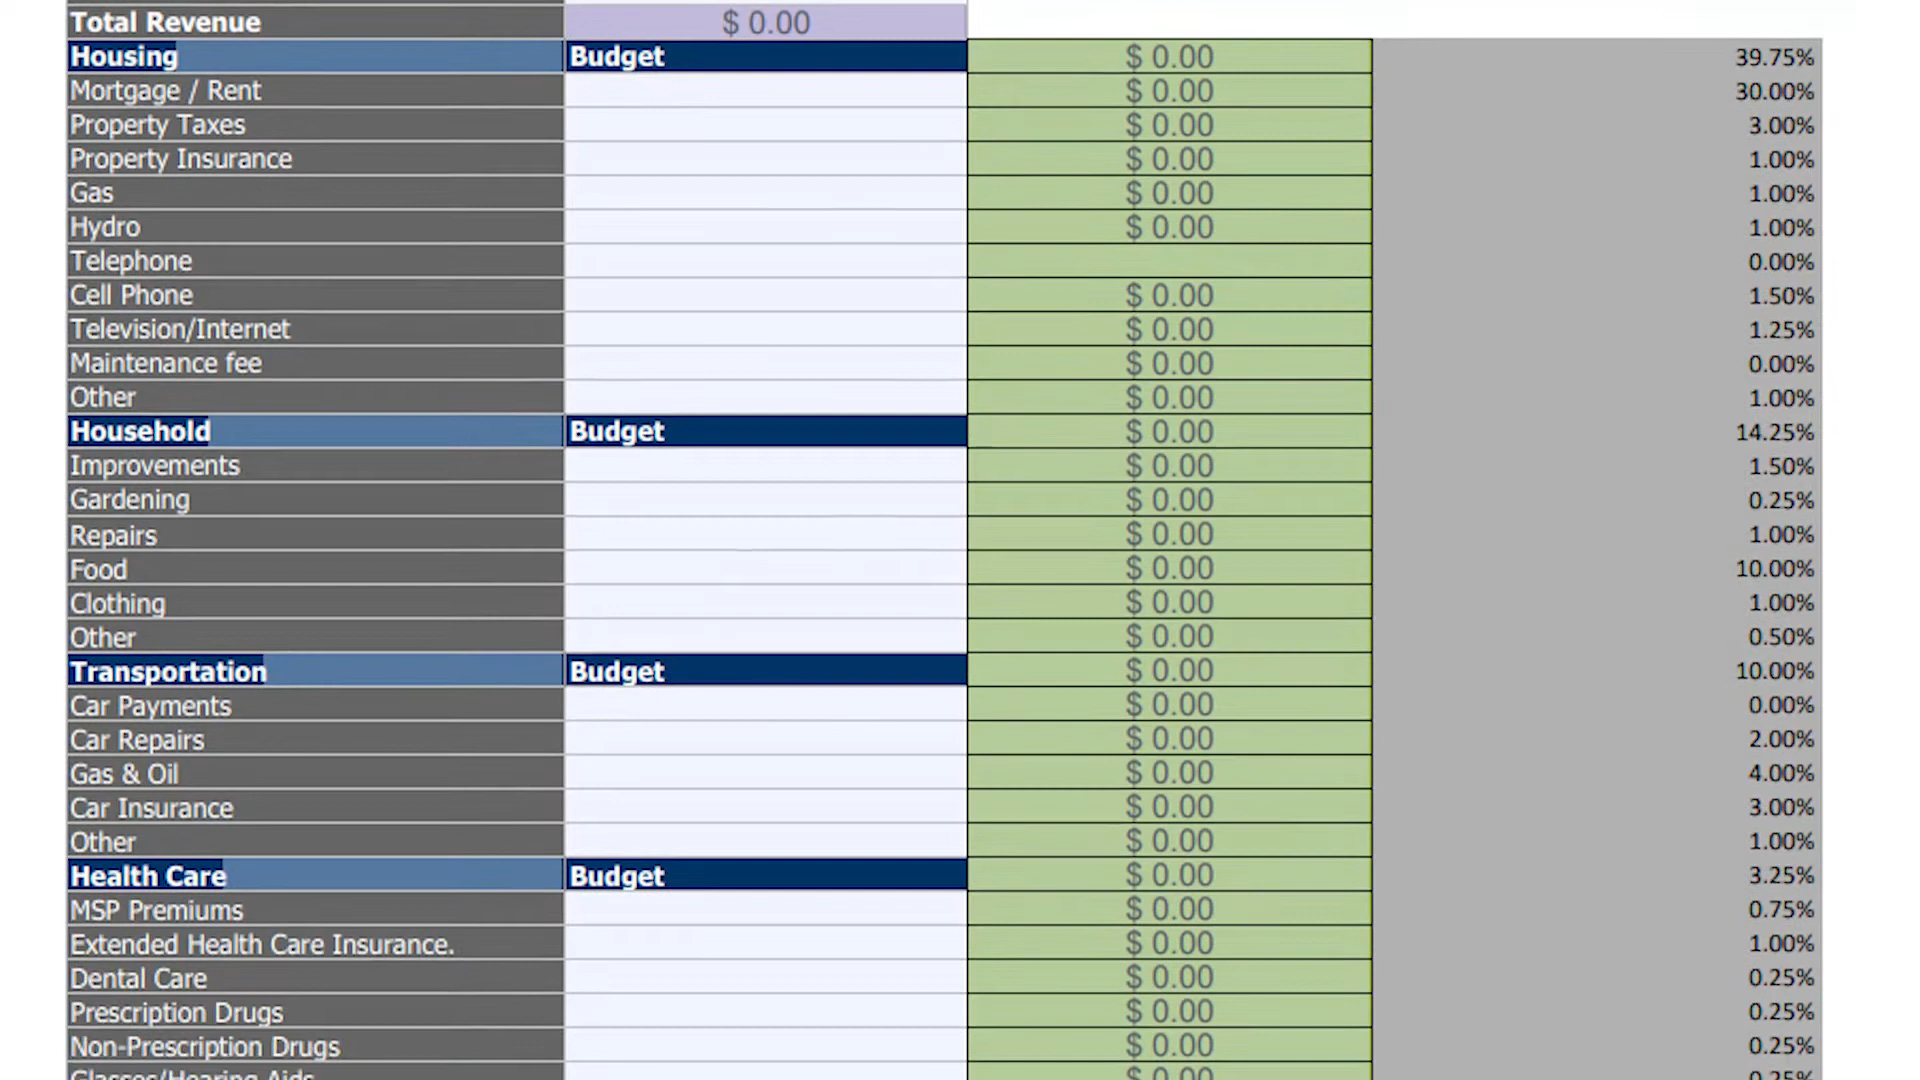 Total Revenue $ 0.00
Housing Budget $ 0.00 39.75%
Mortgage / Rent $ 0.00 30.00%
Property Taxes $ 0.00 3.00%
Property Insurance $ 0.00 1.00%
Gas $ 0.00 1.00%
Hydro $ 0.00 1.00%
Telephone 0.00%
Cell Phone $ 0.00 1.50%
Television/Internet $ 0.00 1.25%
Maintenance fee $ 0.00 0.00%
Other $ 0.00 1.00%
Household Budget $ 0.00 14.25%
Improvements $ 0.00 1.50%
Gardening $ 0.00 0.25%
Repairs $ 0.00 1.00%
Food $ 0.00 10.00%
Clothing $ 0.00 1.00%
Other $ 0.00 0.50%
Transportation Budget $ 0.00 10.00%
Car Payments $ 0.00 0.00%
Car Repairs $ 0.00 2.00%
Gas & Oil $ 0.00 4.00%
Car Insurance $ 0.00 3.00%
Other $ 0.00 1.00%
Health Care Budget $ 0.00 3.25%
MSP Premiums $ 0.00 0.75%
Extended Health Care Insurance. $ 0.00 1.00%
Dental Care $ 0.00 0.25%
Prescription Drugs $ 0.00 0.25%
Non-Prescription Drugs $ 0.00 0.25%
Glasses/Hearing Aids $ 0.00 0.25%